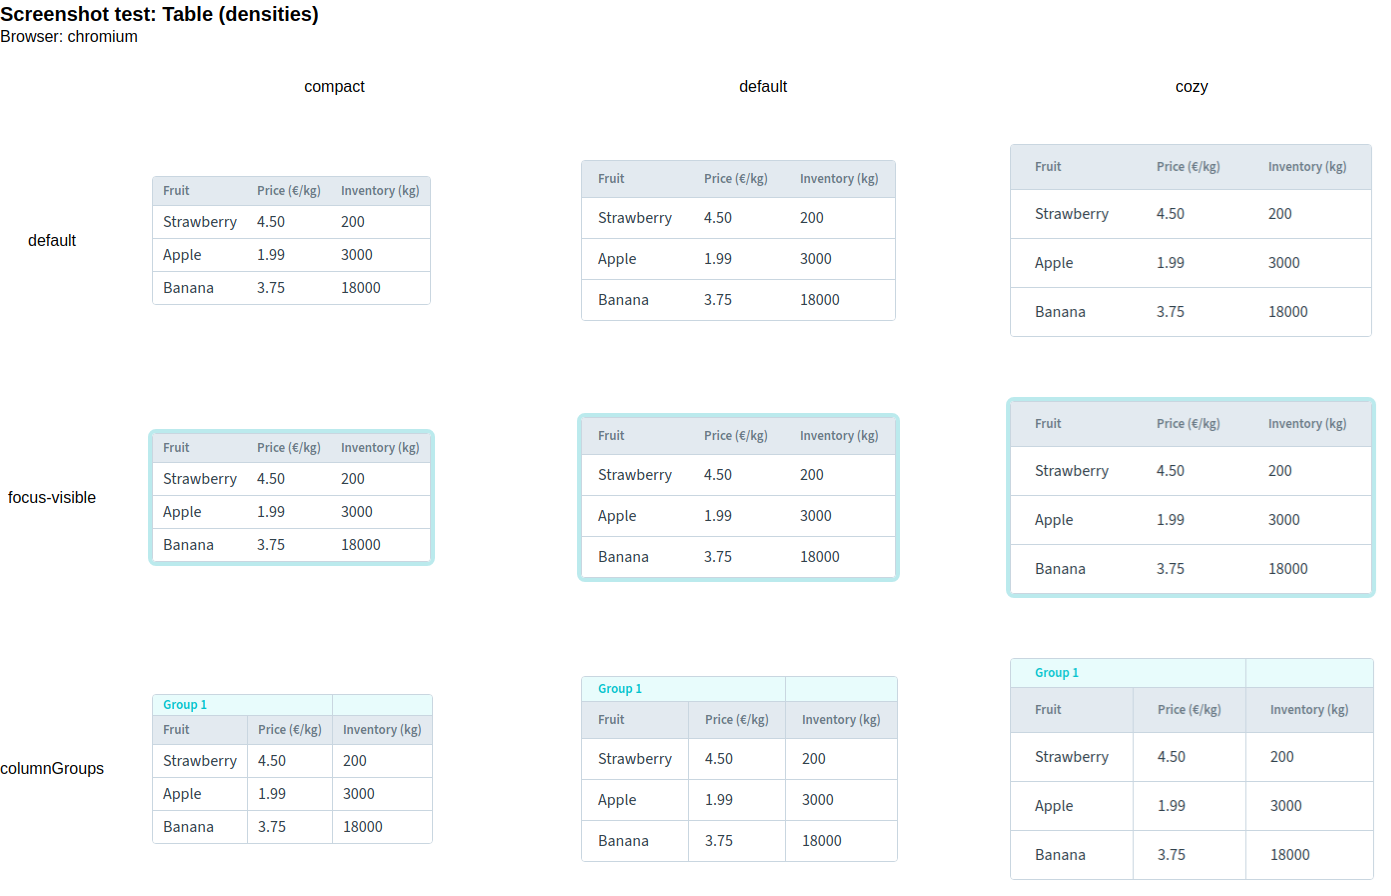 Screenshot test: Table (densities)
Browser: chromium
compact default cozy
default
Fruit Price (€/kg) Inventory (kg)
Strawberry 4.50 200
Apple 1.99 3000
Banana 3.75 18000
Fruit Price (€/kg) Inventory (kg)
Strawberry 4.50 200
Apple 1.99 3000
Banana 3.75 18000
Fruit Price (€/kg) Inventory (kg)
Strawberry 4.50 200
Apple 1.99 3000
Banana 3.75 18000
focus-visible
Fruit Price (€/kg) Inventory (kg)
Strawberry 4.50 200
Apple 1.99 3000
Banana 3.75 18000
Fruit Price (€/kg) Inventory (kg)
Strawberry 4.50 200
Apple 1.99 3000
Banana 3.75 18000
Fruit Price (€/kg) Inventory (kg)
Strawberry 4.50 200
Apple 1.99 3000
Banana 3.75 18000
columnGroups
Group 1
Fruit Price (€/kg) Inventory (kg)
Strawberry 4.50 200
Apple 1.99 3000
Banana 3.75 18000
Group 1
Fruit Price (€/kg) Inventory (kg)
Strawberry 4.50 200
Apple 1.99 3000
Banana 3.75 18000
Group 1
Fruit Price (€/kg) Inventory (kg)
Strawberry 4.50 200
Apple 1.99 3000
Banana 3.75 18000